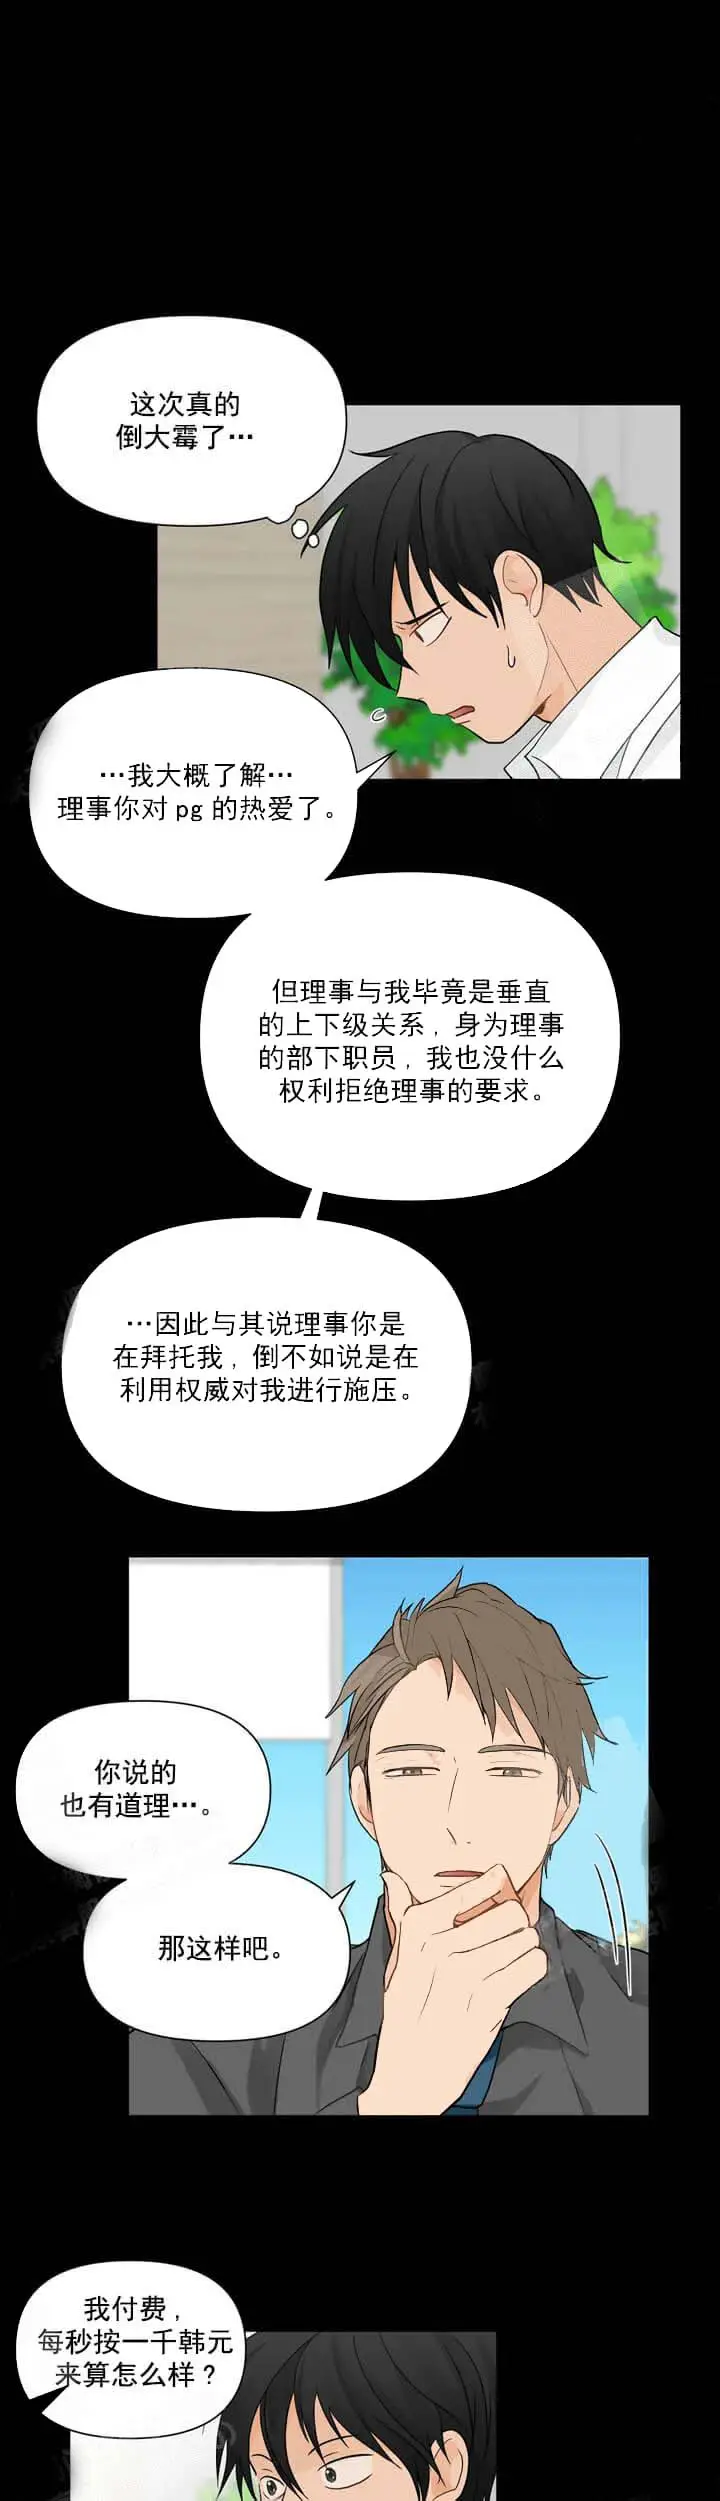 这次真的
倒大霉了…
…我大概了解…
理事你对pg的热爱了。
但理事与我毕竟是垂直
的上下级关系，身为理事
的部下职员，我也没什么
权利拒绝理事的要求。
…因此与其说理事你是
在拜托我，倒不如说是在
利用权威对我进行施压。
你说的
也有道理…。
那这样吧。
我付费，
每秒按一千韩元
来算怎么样？